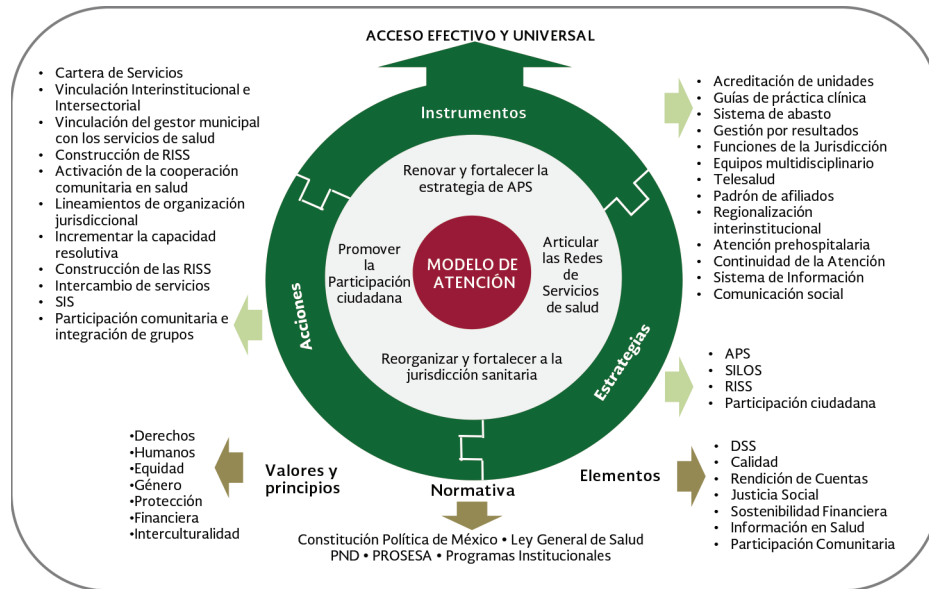 ACCESO EFECTIVO Y UNIVERSAL
• Cartera de Servicios
• Vinculación Interinstitucional e
Intersectorial
• Vinculación del gestor municipal
con los servicios de salud
• Construcción de RISS
• Activación de la cooperación
comunitaria en salud
• Lineamientos de organización
jurisdiccional
• Incrementar la capacidad
resolutiva
• Construcción de las RISS
• Intercambio de servicios
• SIS
• Participación comunitaria e
integración de grupos
Instrumentos
Renovar y fortalecer la
estrategia de APS
Promover
la
Participación
ciudadana
MODELO DE
ATENCIÓN
Articular
las Redes
de
Servicios
de salud
Reorganizar y fortalecer a la
jurisdicción sanitaria
Acciones
Estrategias
• Acreditación de unidades
• Guías de práctica clínica
• Sistema de abasto
• Gestión por resultados
• Funciones de la Jurisdicción
• Equipos multidisciplinario
• Telesalud
• Padrón de afiliados
• Regionalización
interinstitucional
• Atención prehospitalaria
• Continuidad de la Atención
• Sistema de Información
• Comunicación social
• APS
• SILOS
• RISS
• Participación ciudadana
•Derechos
•Humanos
•Equidad
•Género
•Protección
•Financiera
•Interculturalidad
Valores y
principios
Normativa
Elementos
• DSS
• Calidad
• Rendición de Cuentas
• Justicia Social
• Sostenibilidad Financiera
• Información en Salud
• Participación Comunitaria
Constitución Política de México • Ley General de Salud
PND • PROSESA • Programas Institucionales